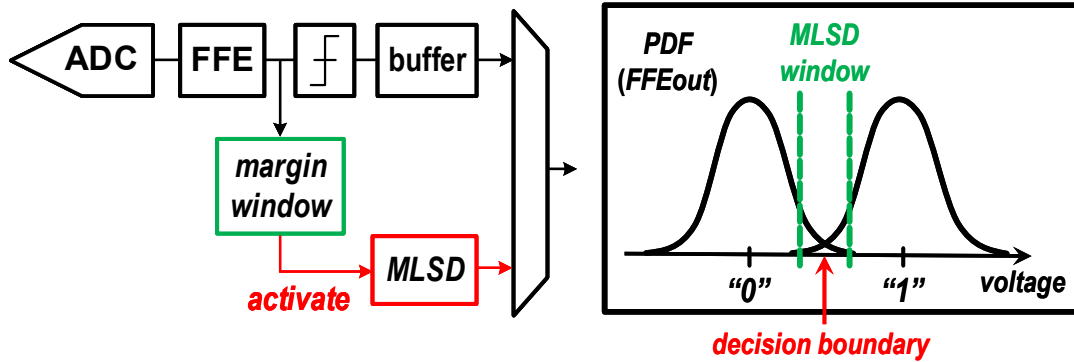 ADC
FFE
buffer
margin
window
activate
MLSD
PDF
(FFEout)
MLSD
window
“0”
“1”
voltage
decision boundary